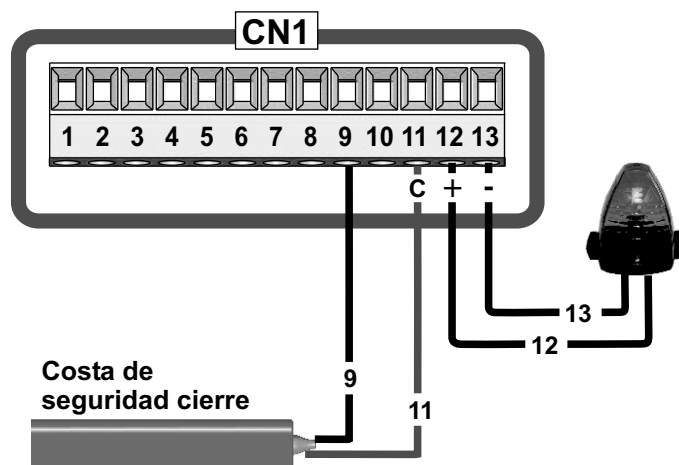 CN1
1 2 3 4 5 6 7 8 9 10 11 12 13
C + -
13
12
Costa de
seguridad cierre
9
11